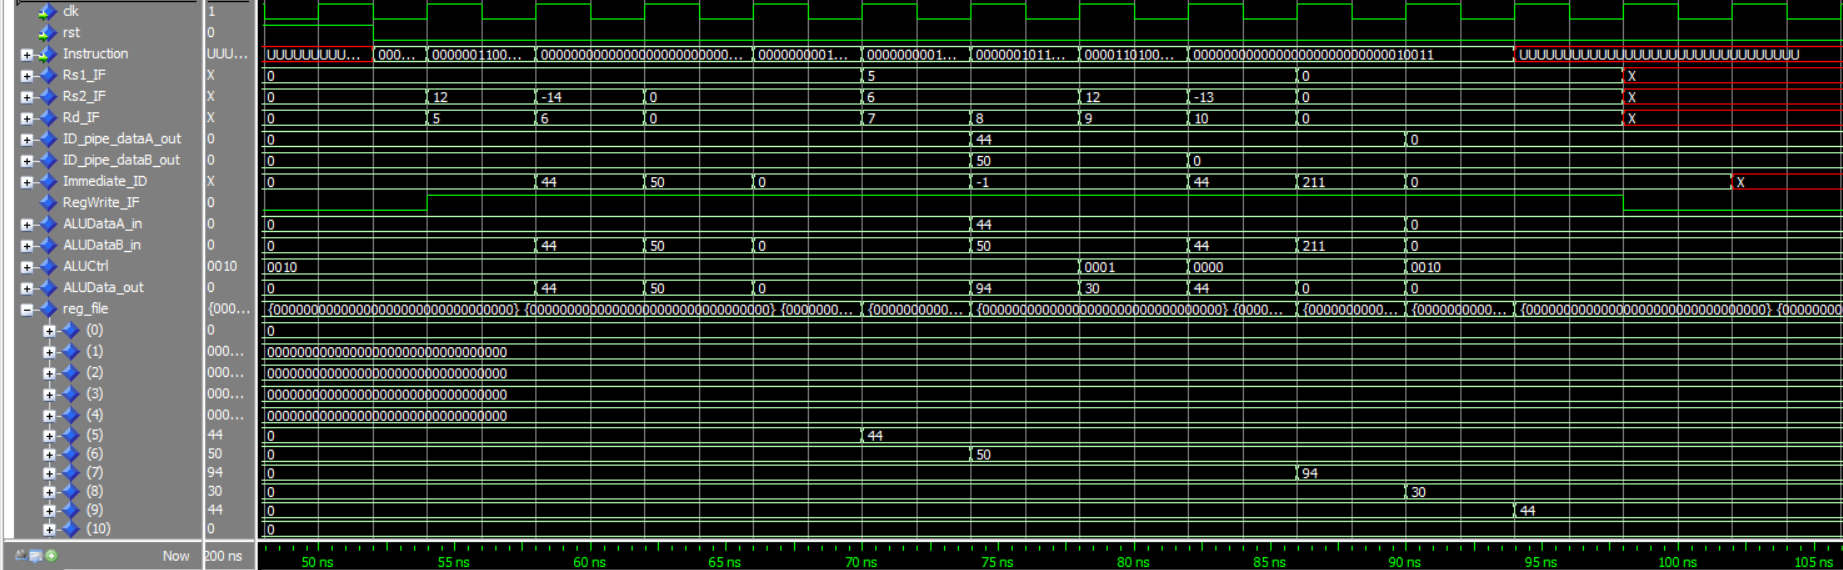 clk 1
rst 0
Instruction UUU... UUUUUUUUU... 000... 0000001100... 00000000000000000000000... 0000000001... 0000000001... 0000001011... 0000110100... 00000000000000000000000000010011 UUUUUUUUUUUUUUUUUUUUUUUUUUUUUUUU
Rs1_IF X 0 5 0 X
Rs2_IF X 0 12 -14 0 6 12 -13 0 X
Rd_IF X 0 5 6 0 7 8 9 10 0 X
ID_pipe_dataA_out 0 0 44 0
ID_pipe_dataB_out 0 0 50 0
Immediate_ID X 0 44 50 0 -1 44 211 0 X
RegWrite_IF 0
ALUDataA_in 0 0 44 0
ALUDataB_in 0 0 44 50 0 50 44 211 0
ALUCtrl 0010 0010 0001 0000 0010
ALUData_out 0 0 44 50 0 94 30 44 0 0
reg_file {000... {00000000000000000000000000000000} {00000000000000000000000000000000} {0000000... {0000000000... {00000000000000000000000000000000} {0000... {0000000000... {0000000000... {00000000000000000000000000000000} {00000000
(0) 0 0
(1) 000... 00000000000000000000000000000000
(2) 000... 00000000000000000000000000000000
(3) 000... 00000000000000000000000000000000
(4) 000... 00000000000000000000000000000000
(5) 44 0 44
(6) 50 0 50
(7) 94 0 94
(8) 30 0 30
(9) 44 0 44
(10) 0 0
Now 200 ns 50 ns 55 ns 60 ns 65 ns 70 ns 75 ns 80 ns 85 ns 90 ns 95 ns 100 ns 105 ns